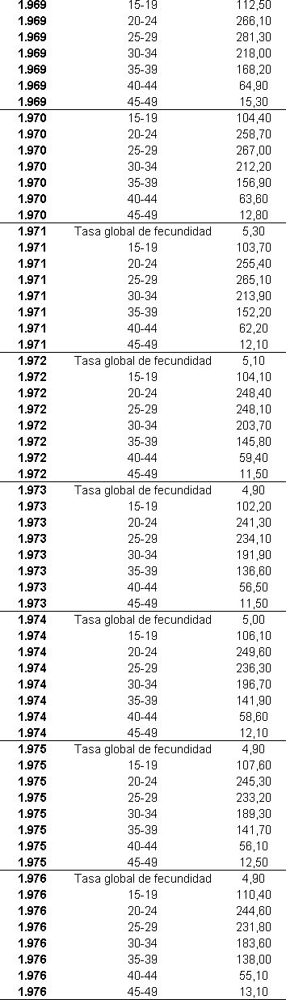 1.969 15-19 112,50
1.969 20-24 266,10
1.969 25-29 281,30
1.969 30-34 218,00
1.969 35-39 168,20
1.969 40-44 64,90
1.969 45-49 15,30
1.970 15-19 104,40
1.970 20-24 258,70
1.970 25-29 267,00
1.970 30-34 212,20
1.970 35-39 156,90
1.970 40-44 63,60
1.970 45-49 12,80
1.971 Tasa global de fecundidad 5,30
1.971 15-19 103,70
1.971 20-24 255,40
1.971 25-29 265,10
1.971 30-34 213,90
1.971 35-39 152,20
1.971 40-44 62,20
1.971 45-49 12,10
1.972 Tasa global de fecundidad 5,10
1.972 15-19 104,10
1.972 20-24 248,40
1.972 25-29 248,10
1.972 30-34 203,70
1.972 35-39 145,80
1.972 40-44 59,40
1.972 45-49 11,50
1.973 Tasa global de fecundidad 4,90
1.973 15-19 102,20
1.973 20-24 241,30
1.973 25-29 234,10
1.973 30-34 191,90
1.973 35-39 136,60
1.973 40-44 56,50
1.973 45-49 11,50
1.974 Tasa global de fecundidad 5,00
1.974 15-19 106,10
1.974 20-24 249,60
1.974 25-29 236,30
1.974 30-34 196,70
1.974 35-39 141,90
1.974 40-44 58,60
1.974 45-49 12,10
1.975 Tasa global de fecundidad 4,90
1.975 15-19 107,60
1.975 20-24 245,30
1.975 25-29 233,20
1.975 30-34 189,30
1.975 35-39 141,70
1.975 40-44 56,10
1.975 45-49 12,50
1.976 Tasa global de fecundidad 4,90
1.976 15-19 110,40
1.976 20-24 244,60
1.976 25-29 231,80
1.976 30-34 183,60
1.976 35-39 138,00
1.976 40-44 55,10
1.976 45-49 13,10